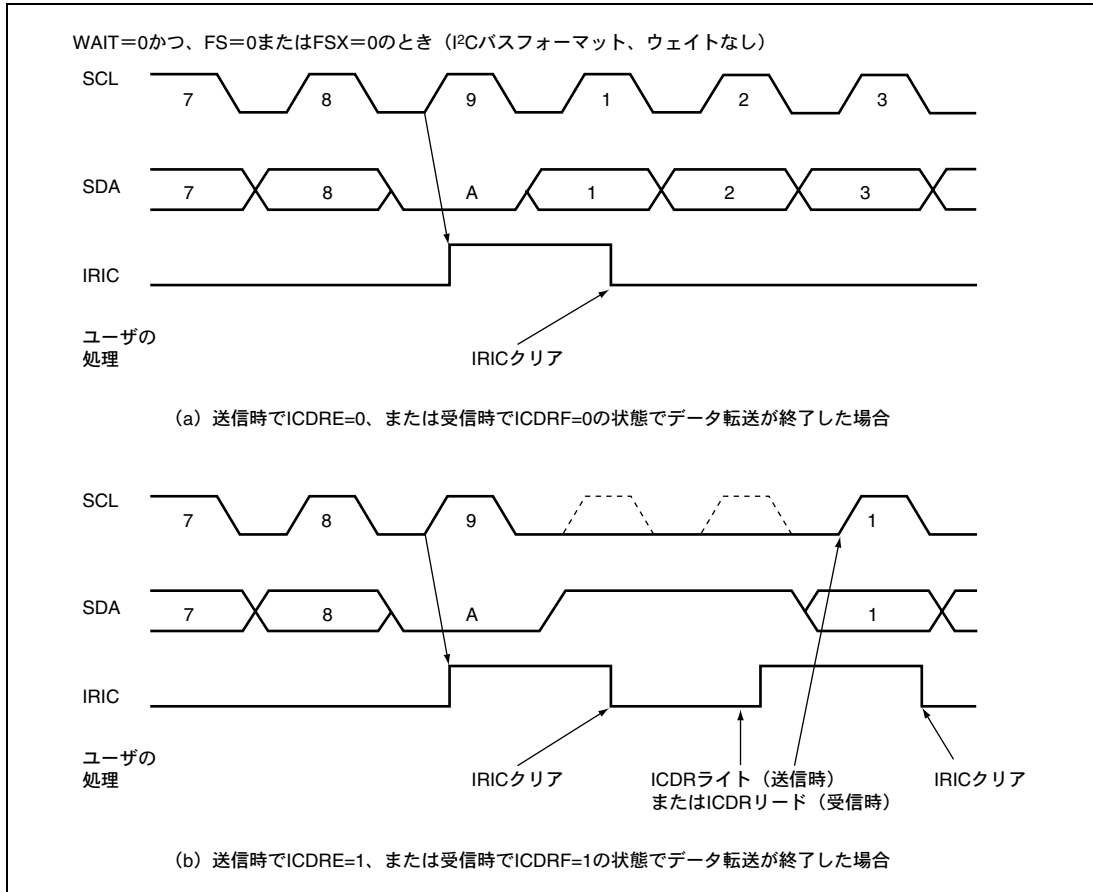 WAIT=0かつ、FS=0またはFSX=0のとき（I²Cバスフォーマット、ウェイトなし）
SCL
7 8 9 1 2 3
SDA
7 8 A 1 2 3
IRIC
ユーザの
処理
IRICクリア
（a）送信時でICDRE=0、または受信時でICDRF=0の状態でデータ転送が終了した場合
SCL
7 8 9 1
SDA
7 8 A 1
IRIC
ユーザの
処理
IRICクリア ICDRライト（送信時） IRICクリア
またはICDRリード（受信時）
（b）送信時でICDRE=1、または受信時でICDRF=1の状態でデータ転送が終了した場合